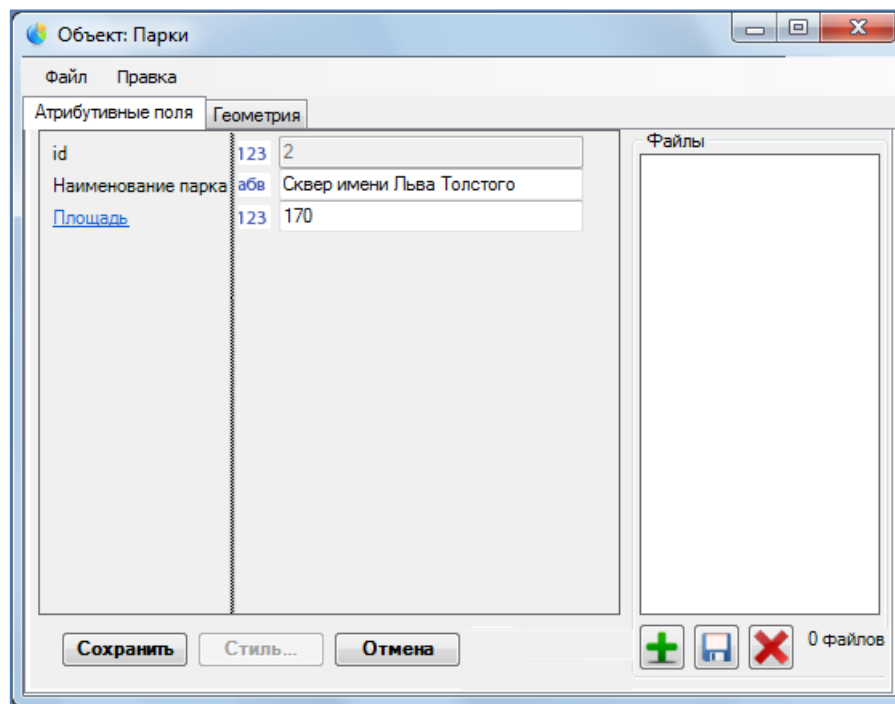 Объект: Парки
Файл Правка
Атрибутивные поля Геометрия
id 123 2
Наименование парка абв Сквер имени Льва Толстого
Площадь 123 170
Файлы
Сохранить Стиль... Отмена
0 файлов